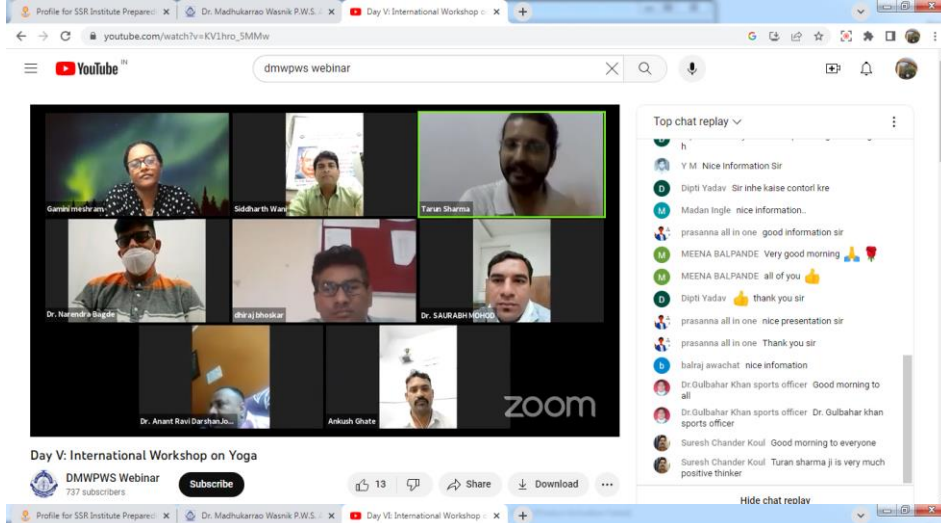 Profile for SSR Institute Prepared
Dr. Madhukarrao Wasnik P.W.S. A
Day V: International Workshop o
youtube.com/watch?v=KV1hro_5MMw
YouTube IN
dmwpws webinar
Gamini meshram
Siddharth Wani
Tarun Sharma
Dr. Narendra Bagde
dhiraj bhoskar
Dr. SAURABH MOHOD
Dr. Anant Ravi DarshanJo...
Ankush Ghate
zoom
Top chat replay
h
Y M Nice Information Sir
D Dipti Yadav Sir inhe kaise contorl kre
M Madan Ingle nice information..
prasanna all in one good information sir
M MEENA BALPANDE Very good morning 🙏 🌹
M MEENA BALPANDE all of you 👍
D Dipti Yadav 👍 thank you sir
prasanna all in one nice presentation sir
prasanna all in one Thank you sir
b balraj awachat nice infomation
Dr.Gulbahar Khan sports officer Good morning to
all
Dr.Gulbahar Khan sports officer Dr. Gulbahar khan
sports officer
Suresh Chander Koul Good morning to everyone
Suresh Chander Koul Turan sharma ji is very much
positive thinker
Hide chat replay
Day V: International Workshop on Yoga
DMWPWS Webinar
737 subscribers
Subscribe
13
Share
Download
Profile for SSR Institute Prepared
Dr. Madhukarrao Wasnik P.W.S. A
Day VI: International Workshop o